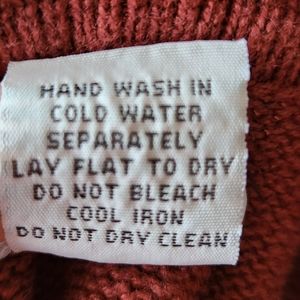 HAND WASH IN
COLD WATER
SEPARATELY
LAY FLAT TO DRY
DO NOT BLEACH
COOL IRON
DO NOT DRY CLEAN